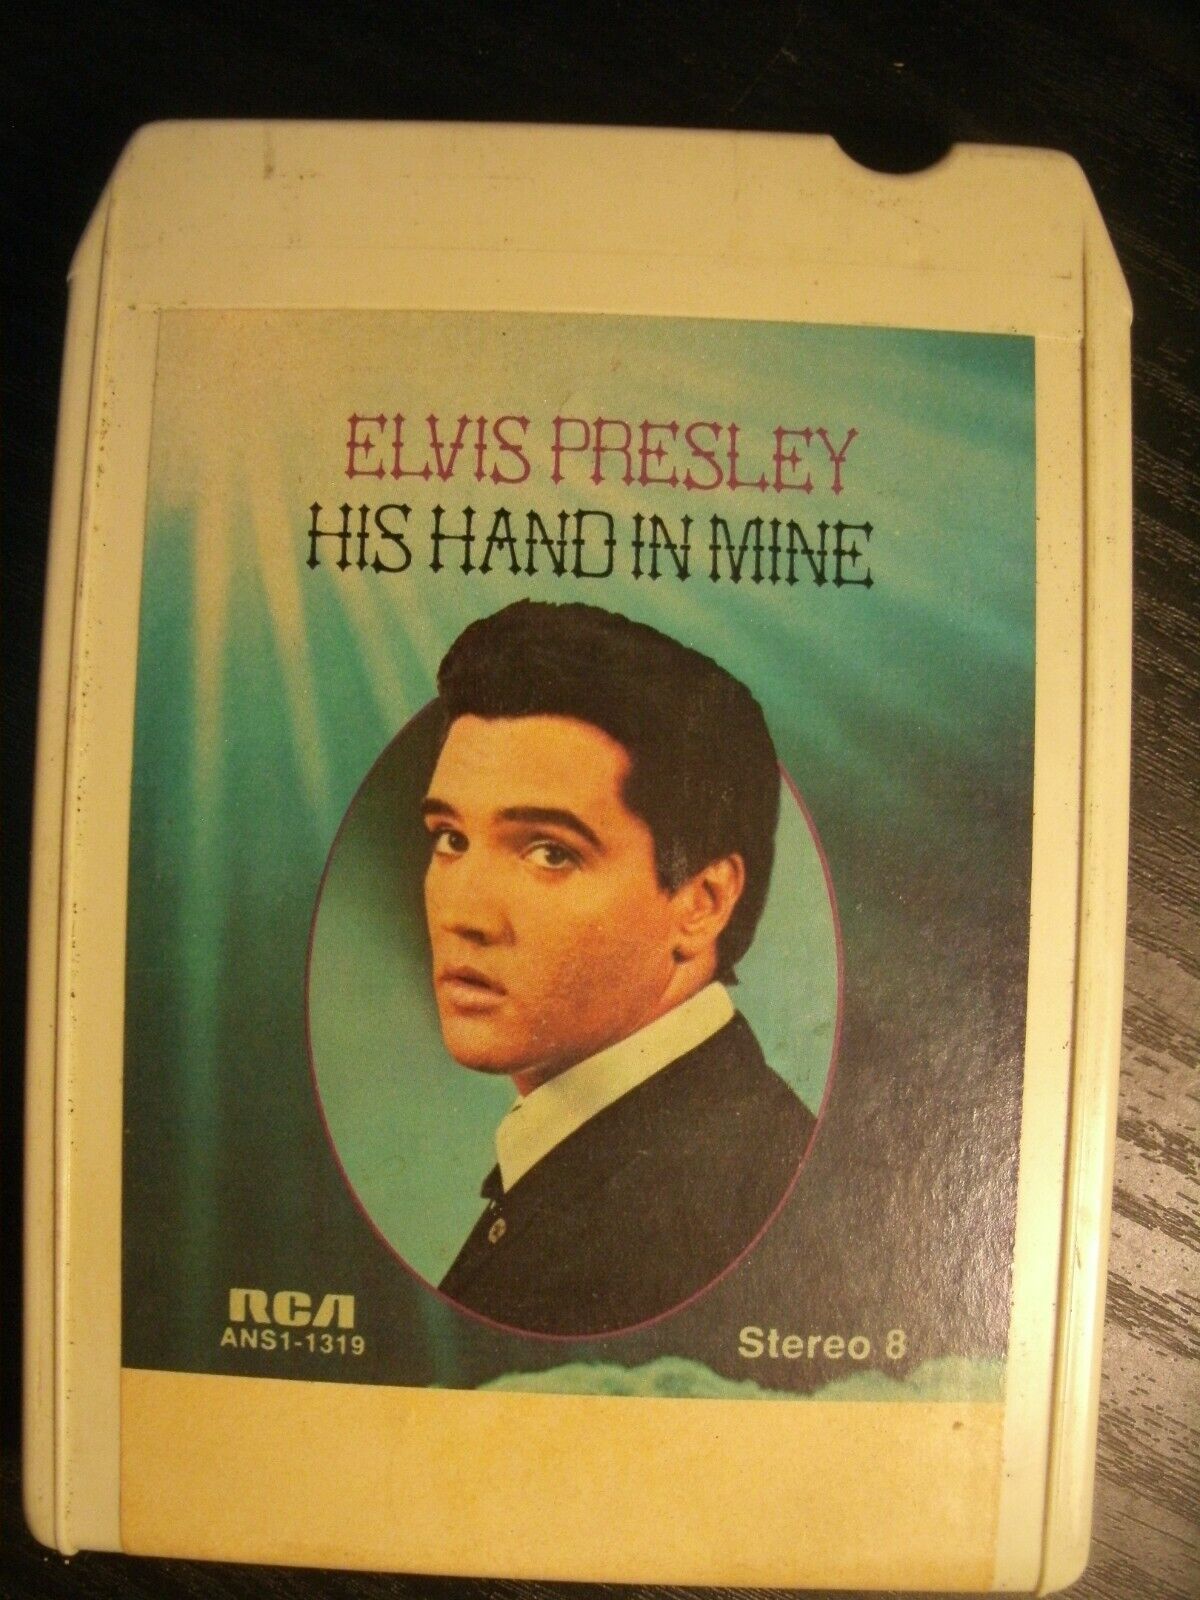 ELVIS PRESLEY
HIS HAND IN MINE
RCA
ANS1-1319
Stereo 8